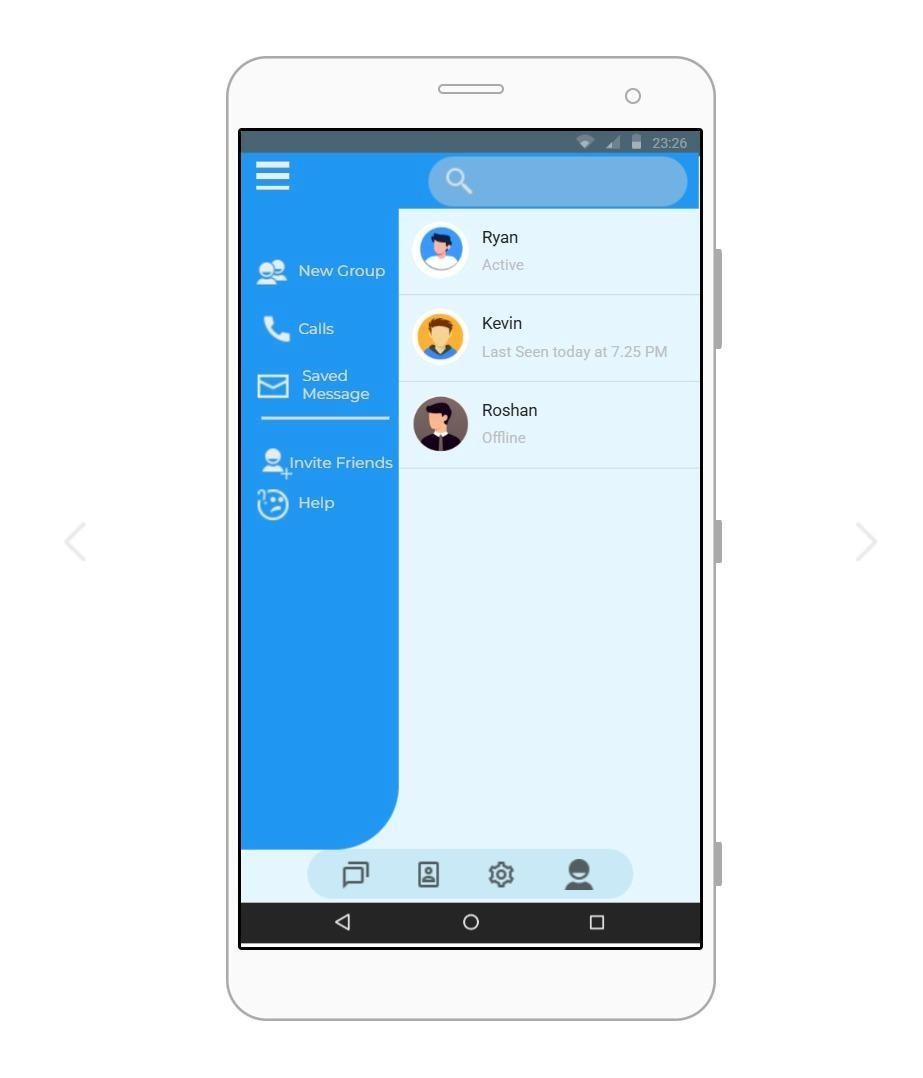 23:26
New Group
Calls
Saved
Message
Invite Friends
Help
Ryan
Active
Kevin
Last Seen today at 7.25 PM
Roshan
Offline